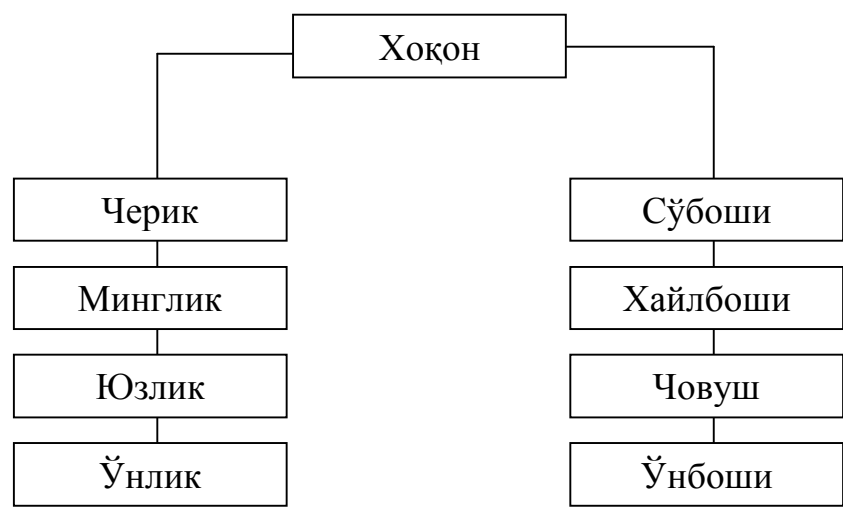 Хоқон
Черик
Сўбоши
Минглик
Хайлбоши
Юзлик
Човуш
Ўнлик
Ўнбоши